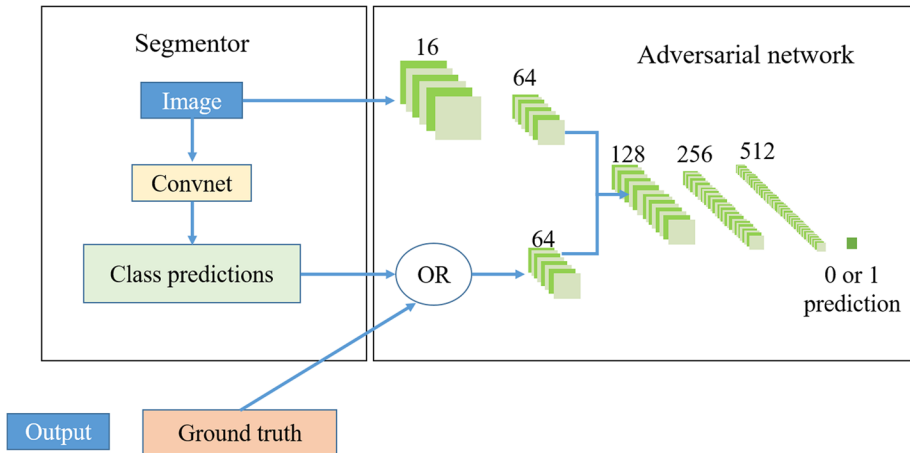 Segmentor
Adversarial network
Image
Convnet
Class predictions
16
64
64
OR
128
256
512
0 or 1
prediction
Output
Ground truth